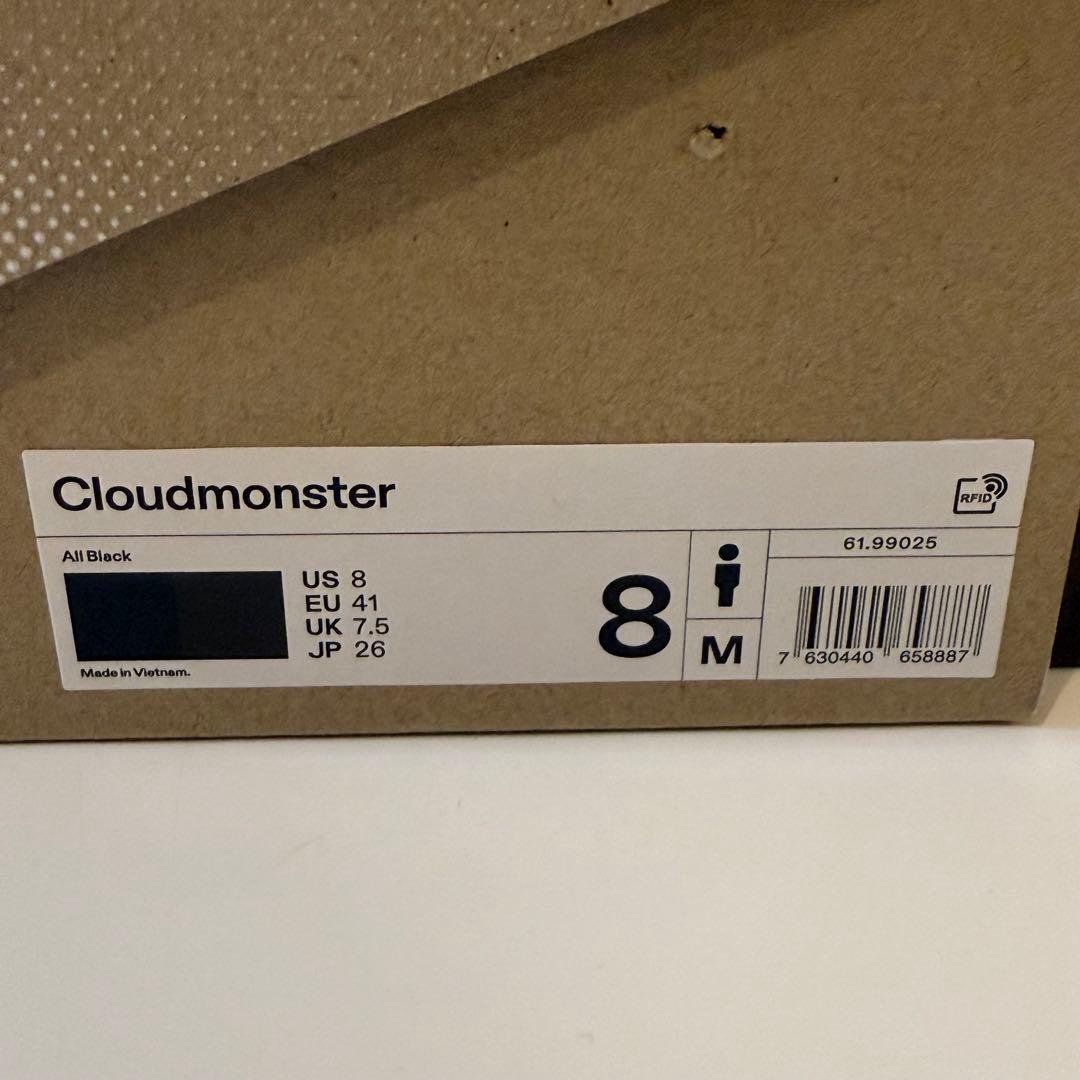 Cloudmonster
RFID
All Black
US 8
EU 41
UK 7.5
JP 26
Made in Vietnam.
8
M
61.99025
7 630440 658887